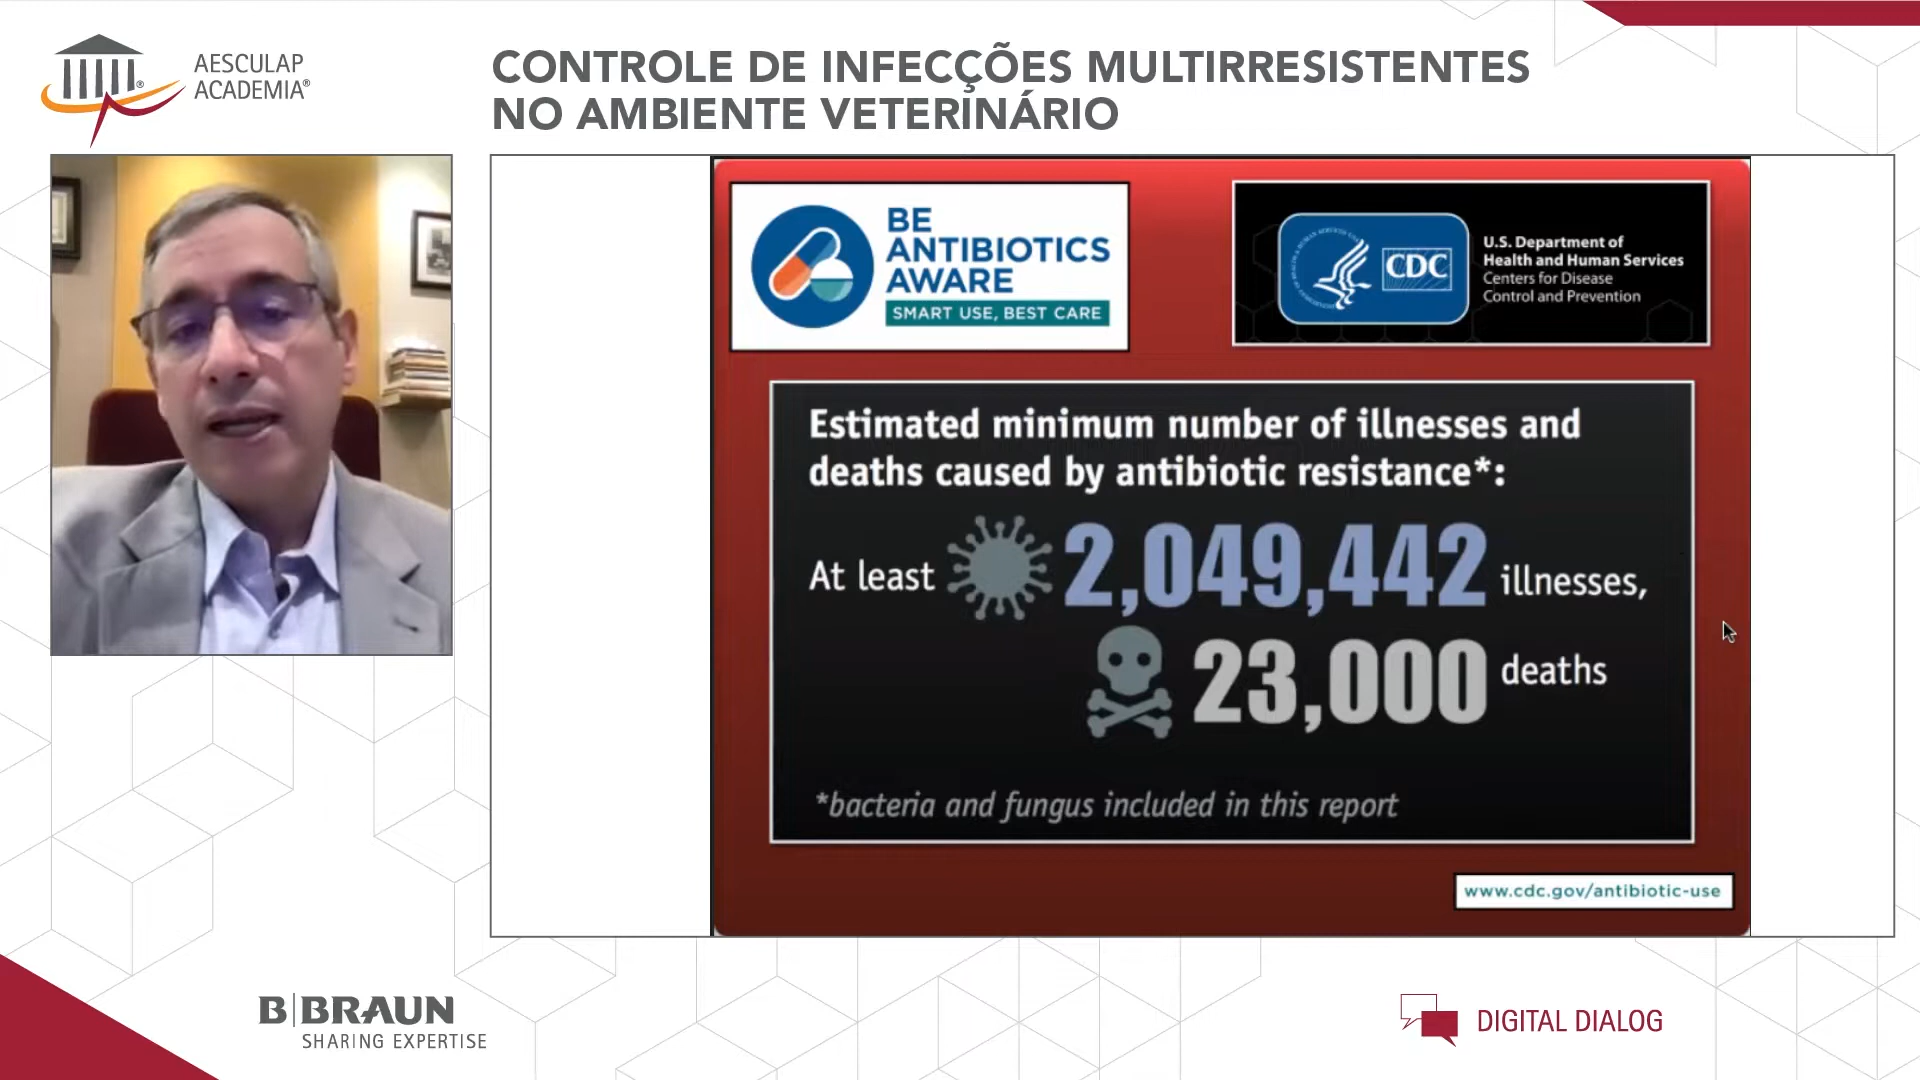 AESCULAP
ACADEMIA®
CONTROLE DE INFECÇÕES MULTIRRESISTENTES
NO AMBIENTE VETERINÁRIO
BE
ANTIBIOTICS
AWARE
SMART USE, BEST CARE
CDC
U.S. Department of
Health and Human Services
Centers for Disease
Control and Prevention
Estimated minimum number of illnesses and
deaths caused by antibiotic resistance*:
At least 2,049,442 illnesses,
23,000 deaths
*bacteria and fungus included in this report
www.cdc.gov/antibiotic-use
B|BRAUN
SHARING EXPERTISE
DIGITAL DIALOG